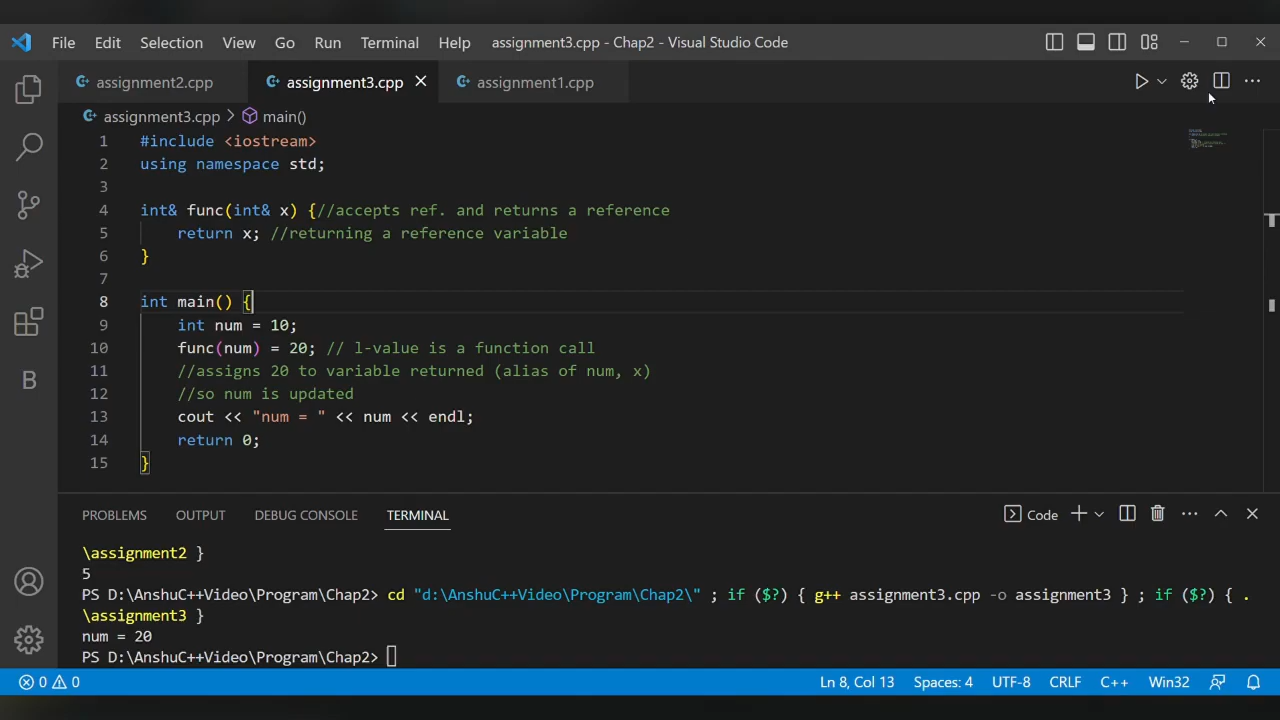 File Edit Selection View Go Run Terminal Help assignment3.cpp - Chap2 - Visual Studio Code
assignment2.cpp assignment3.cpp assignment1.cpp
assignment3.cpp > main()
1 #include <iostream>
2 using namespace std;
3
4 int& func(int& x) {//accepts ref. and returns a reference
5 return x; //returning a reference variable
6 }
7
8 int main() {
9 int num = 10;
10 func(num) = 20; // l-value is a function call
11 //assigns 20 to variable returned (alias of num, x)
12 //so num is updated
13 cout << "num = " << num << endl;
14 return 0;
15 }
PROBLEMS OUTPUT DEBUG CONSOLE TERMINAL Code
\assignment2 }
5
PS D:\AnshuC++Video\Program\Chap2> cd "d:\AnshuC++Video\Program\Chap2\" ; if ($?) { g++ assignment3.cpp -o assignment3 } ; if ($?) { .
\assignment3 }
num = 20
PS D:\AnshuC++Video\Program\Chap2>
0 0 Ln 8, Col 13 Spaces: 4 UTF-8 CRLF C++ Win32